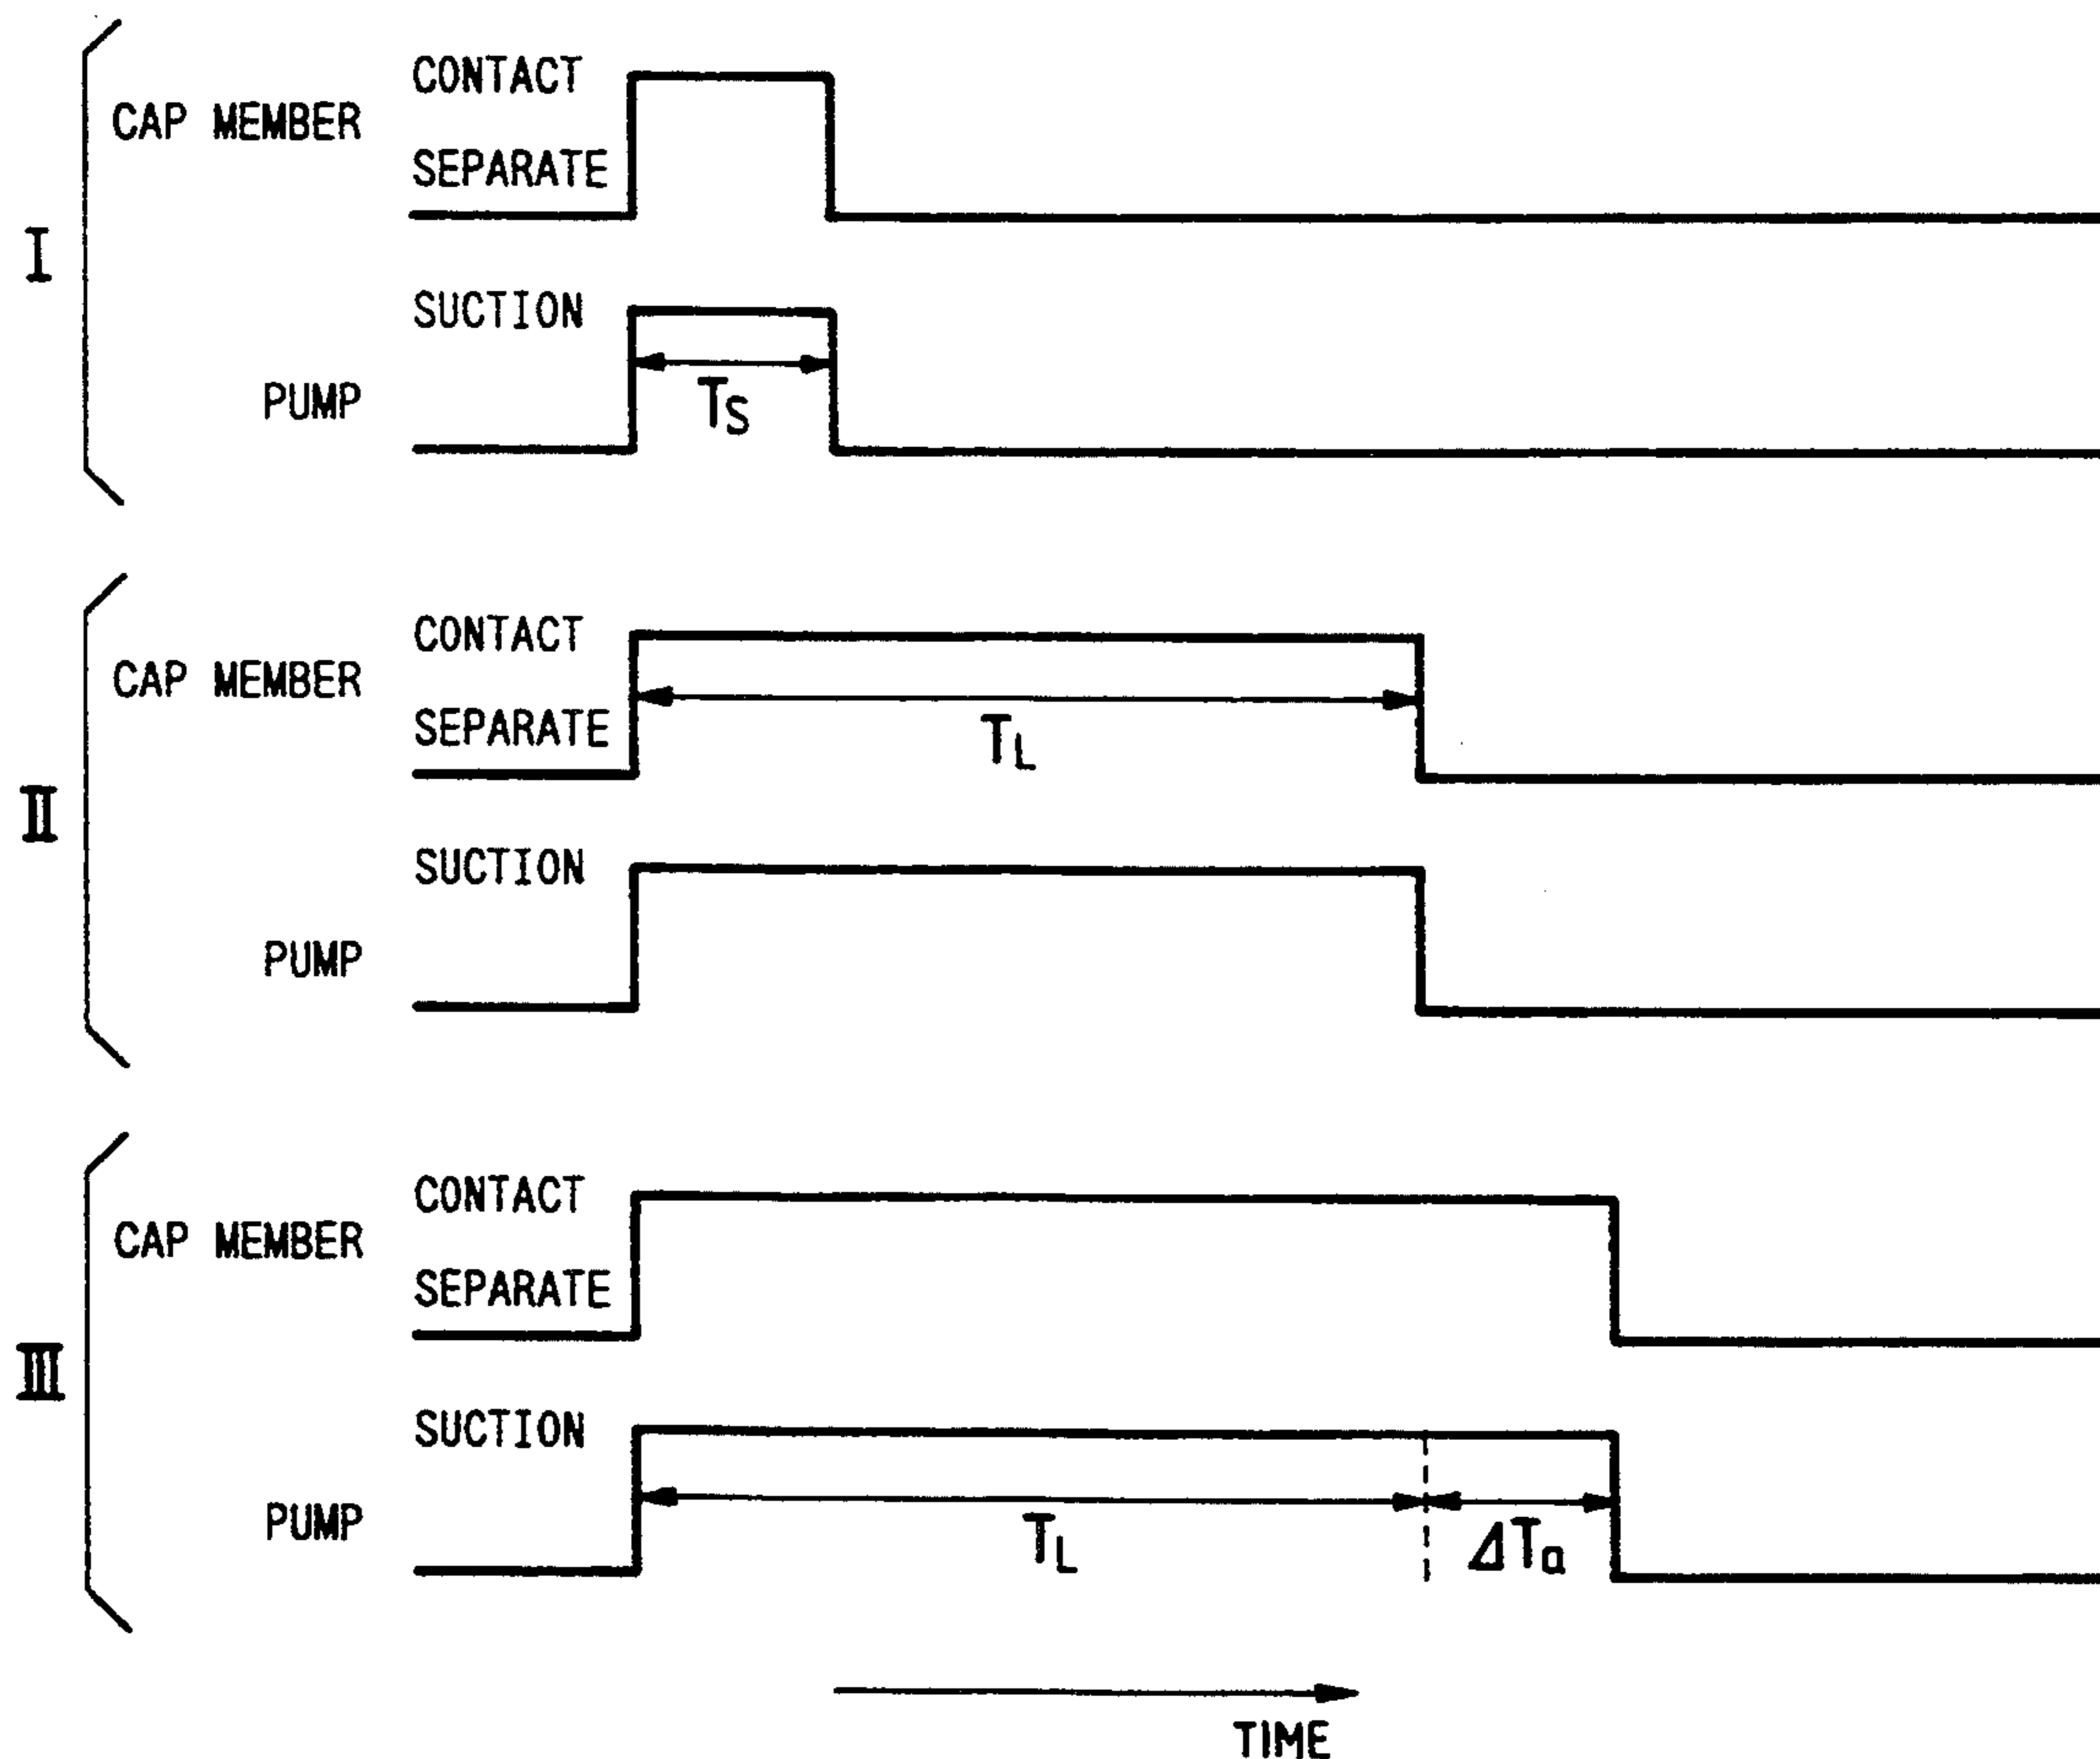 CONTACT
CAP MEMBER
SEPARATE
I
SUCTION
PUMP
TS
CONTACT
CAP MEMBER
SEPARATE
TL
II
SUCTION
PUMP
CONTACT
CAP MEMBER
SEPARATE
III
SUCTION
PUMP
TL
ΔTa
TIME